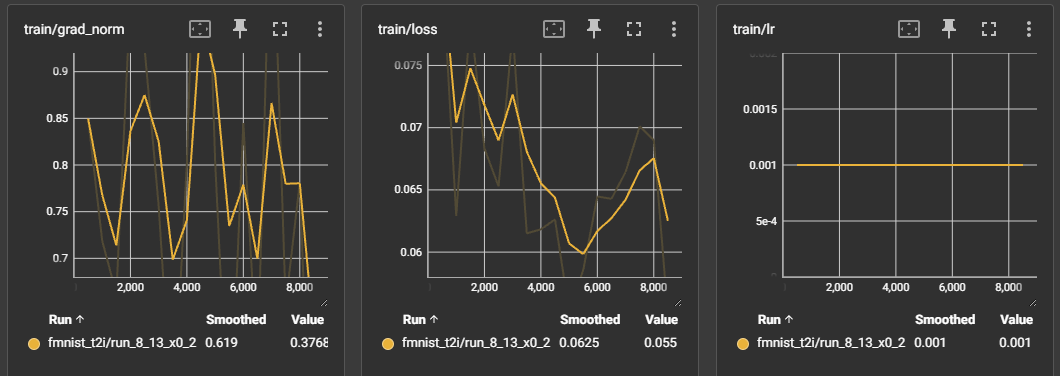 train/grad_norm
0.9
0.85
0.8
0.75
0.7
2,000 4,000 6,000 8,000
Run ↑ Smoothed Value
fmnist_t2i/run_8_13_x0_2 0.619 0.3768
train/loss
0.075
0.07
0.065
0.06
2,000 4,000 6,000 8,000
Run ↑ Smoothed Value
fmnist_t2i/run_8_13_x0_2 0.0625 0.055
train/lr
0.002
0.0015
0.001
5e-4
0
2,000 4,000 6,000 8,000
Run ↑ Smoothed Value
fmnist_t2i/run_8_13_x0_2 0.001 0.001